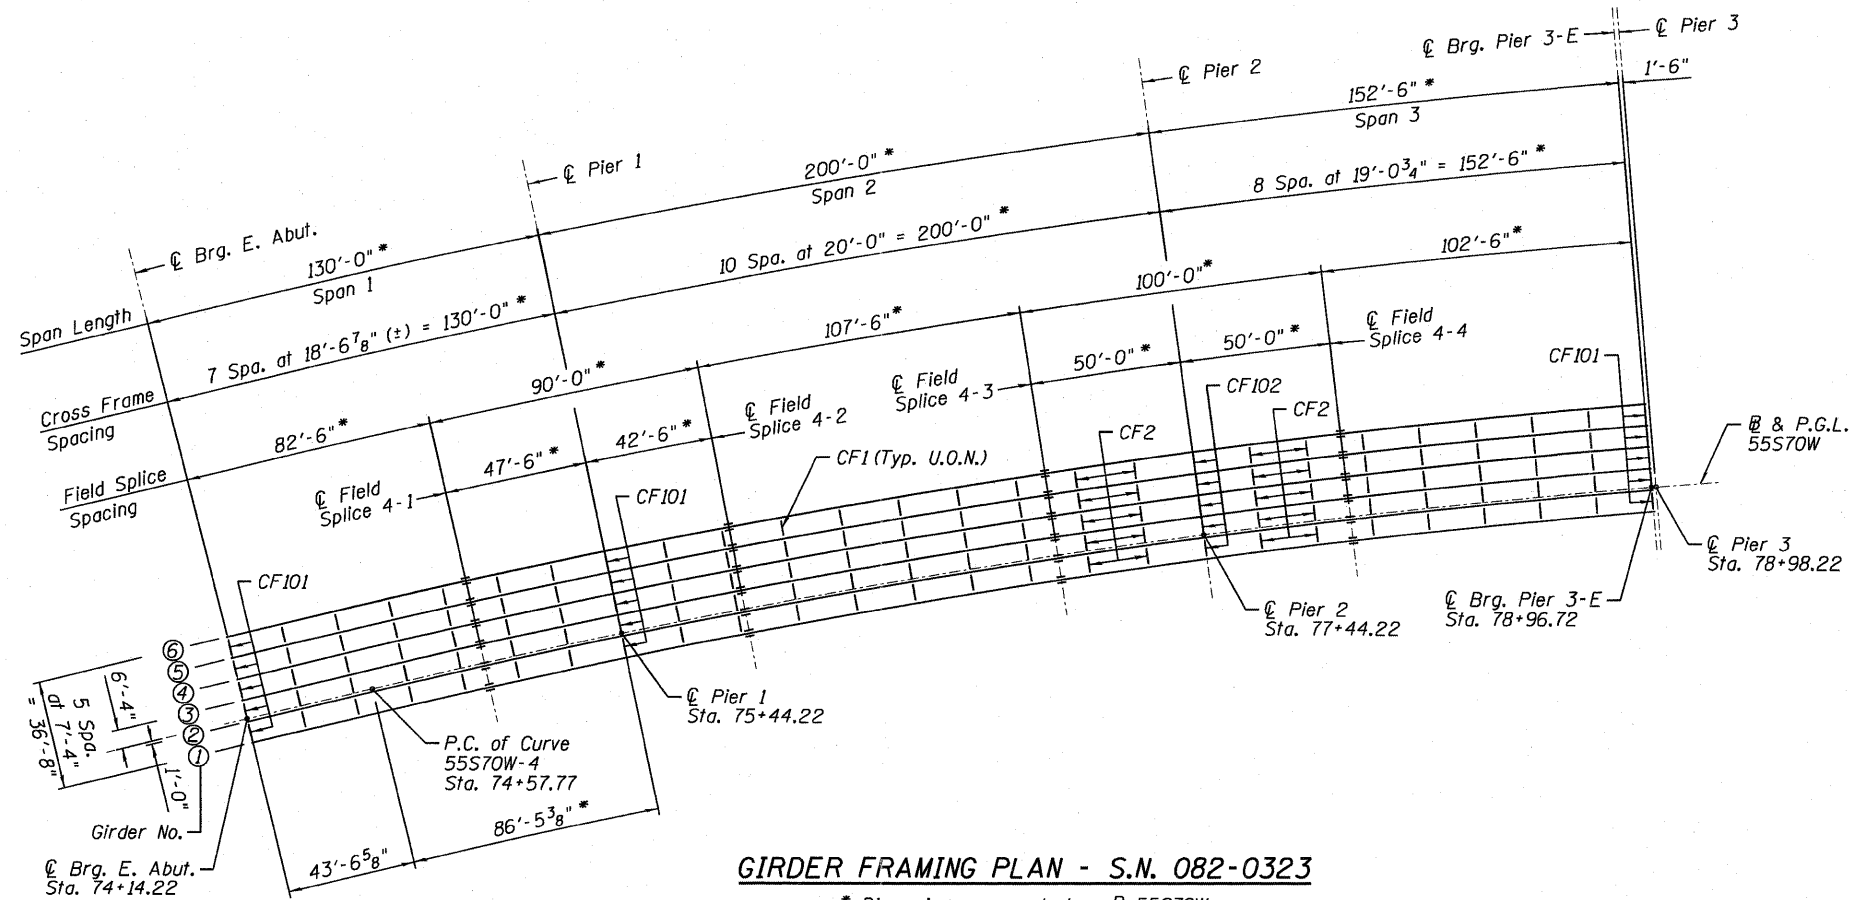 ℄ Brg. Pier 3-E
℄ Pier 3
1'-6"
℄ Pier 2
152'-6" *
Span 3
℄ Pier 1
200'-0" *
Span 2
8 Spa. at 19'-0¾" = 152'-6" *
℄ Brg. E. Abut.
130'-0" *
Span 1
10 Spa. at 20'-0" = 200'-0" *
102'-6" *
Span Length
7 Spa. at 18'-6⅞" (±) = 130'-0" *
107'-6" *
100'-0" *
Cross Frame
Spacing
90'-0" *
50'-0" *
50'-0" *
℄ Field
Splice 4-4
Field Splice
Spacing
82'-6" *
47'-6" *
42'-6" *
℄ Field
Splice 4-1
℄ Field
Splice 4-2
℄ Field
Splice 4-3
CF1 (Typ. U.O.N.)
CF2
CF102
CF2
CF101
CF101
CF101
& P.G.L.
55S70W
℄ Pier 3
Sta. 78+98.22
℄ Brg. Pier 3-E
Sta. 78+96.72
℄ Pier 2
Sta. 77+44.22
℄ Pier 1
Sta. 75+44.22
P.C. of Curve
55S70W-4
Sta. 74+57.77
6
5
4
3
2
1
6'-4"
5 Spa.
at 7'-4"
= 36'-8"
1'-0"
Girder No.
℄ Brg. E. Abut.
Sta. 74+14.22
43'-6⅝"
86'-5⅜" *
GIRDER FRAMING PLAN - S.N. 082-0323